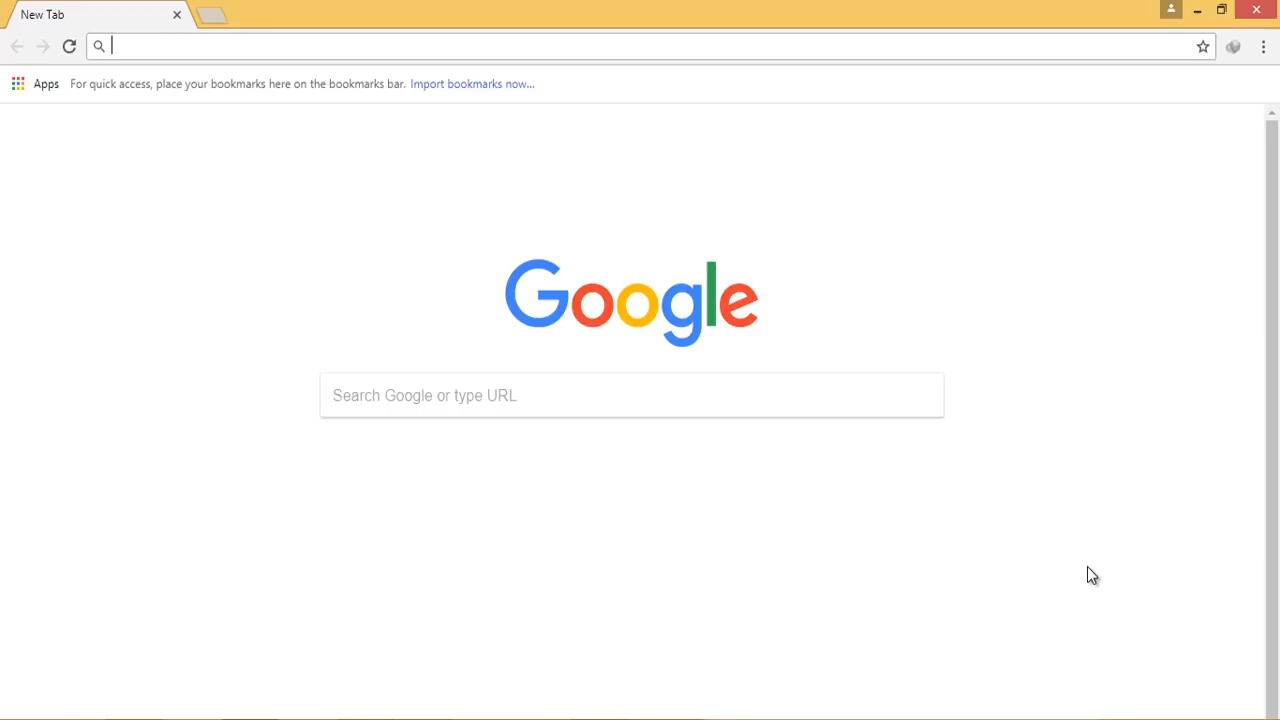 New Tab
Apps For quick access, place your bookmarks here on the bookmarks bar. Import bookmarks now...
Google
Search Google or type URL